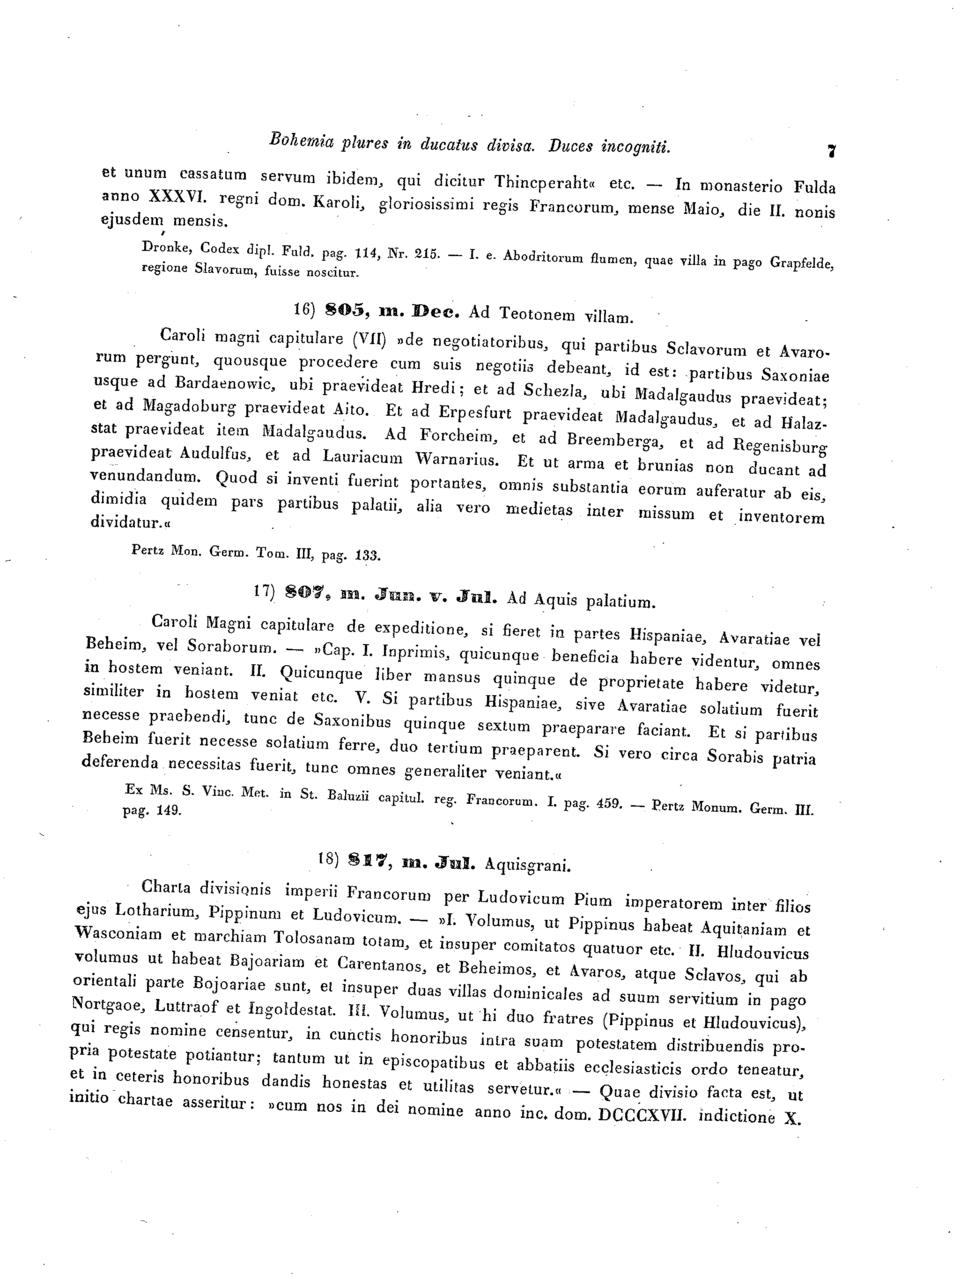 Bohemia plures in ducatus divisa. Duces incogniti. 7
et unum cassatum servum ibidem, qui dicitur Thincperaht« etc. — In monasterio Fulda
anno XXXVI. regni dom. Karoli, gloriosissimi regis Francorum, mense Maio, die II. nonis
ejusdem mensis.
Dronke, Codex dipl. Fuld. pag. 114, Nr. 215. — I. e. Abodritorum flumen, quae villa in pago Grapfelde,
regione Slavorum, fuisse noscitur.
16) 805, m. Dec. Ad Teotonem villam.
Caroli magni capitulare (VII) »de negotiatoribus, qui partibus Sclavorum et Avaro-
rum pergunt, quousque procedere cum suis negotiis debeant, id est: partibus Saxoniae
usque ad Bardaenowic, ubi praevideat Hredi; et ad Schezla, ubi Madalgaudus praevideat;
et ad Magadoburg praevideat Aito. Et ad Erpesfurt praevideat Madalgaudus, et ad Halaz-
stat praevideat item Madalgaudus. Ad Forcheim, et ad Breemberga, et ad Regenisburg
praevideat Audulfus, et ad Lauriacum Warnarius. Et ut arma et brunias non ducant ad
venundandum. Quod si inventi fuerint portantes, omnis substantia eorum auferatur ab eis,
dimidia quidem pars partibus palatii, alia vero medietas inter missum et inventorem
dividatur.«
Pertz Mon. Germ. Tom. III, pag. 133.
17) 807, m. Jun. v. Jul. Ad Aquis palatium.
Caroli Magni capitulare de expeditione, si fieret in partes Hispaniae, Avaratiae vel
Beheim, vel Soraborum. — »Cap. I. Inprimis, quicunque beneficia habere videntur, omnes
in hostem veniant. II. Quicunque liber mansus quinque de proprietate habere videtur,
similiter in hostem veniat etc. V. Si partibus Hispaniae, sive Avaratiae solatium fuerit
necesse praebendi, tunc de Saxonibus quinque sextum praeparare faciant. Et si partibus
Beheim fuerit necesse solatium ferre, duo tertium praeparent. Si vero circa Sorabis patria
deferenda necessitas fuerit, tunc omnes generaliter veniant.«
Ex Ms. S. Vinc. Met. in St. Baluzii capitul. reg. Francorum. I. pag. 459. — Pertz Monum. Germ. III.
pag. 149.
18) 817, m. Jul. Aquisgrani.
Charta divisionis imperii Francorum per Ludovicum Pium imperatorem inter filios
ejus Lotharium, Pippinum et Ludovicum. — »I. Volumus, ut Pippinus habeat Aquitaniam et
Wasconiam et marchiam Tolosanam totam, et insuper comitatos quatuor etc. II. Hludouvicus
volumus ut habeat Bajoariam et Carentanos, et Beheimos, et Avaros, atque Sclavos, qui ab
orientali parte Bojoariae sunt, et insuper duas villas dominicales ad suum servitium in pago
Nortgaoe, Luttraof et Ingoldestat. III. Volumus, ut hi duo fratres (Pippinus et Hludouvicus),
qui regis nomine censentur, in cunctis honoribus intra suam potestatem distribuendis pro-
pria potestate potiantur; tantum ut in episcopatibus et abbatiis ecclesiasticis ordo teneatur,
et in ceteris honoribus dandis honestas et utilitas servetur.« — Quae divisio facta est, ut
initio chartae asseritur: »cum nos in dei nomine anno inc. dom. DCCCXVII. indictione X.